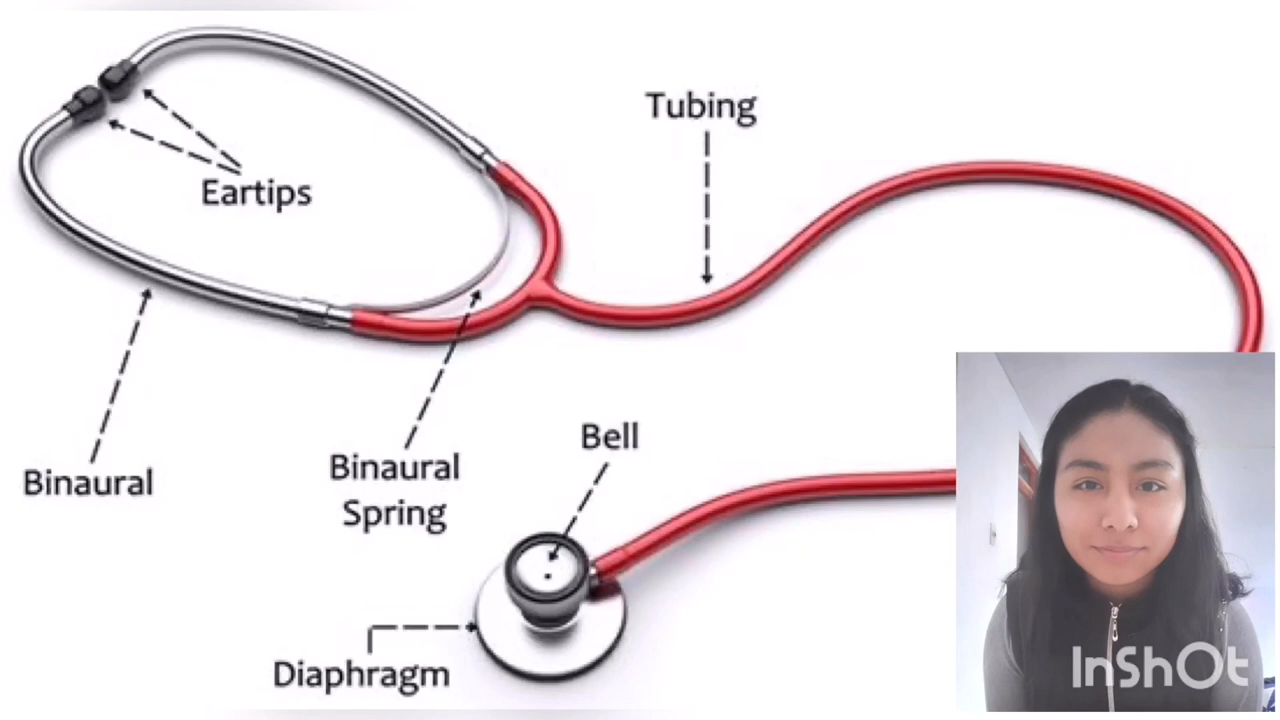 Tubing
Eartips
Binaural
Binaural
Spring
Bell
Diaphragm
InShOt